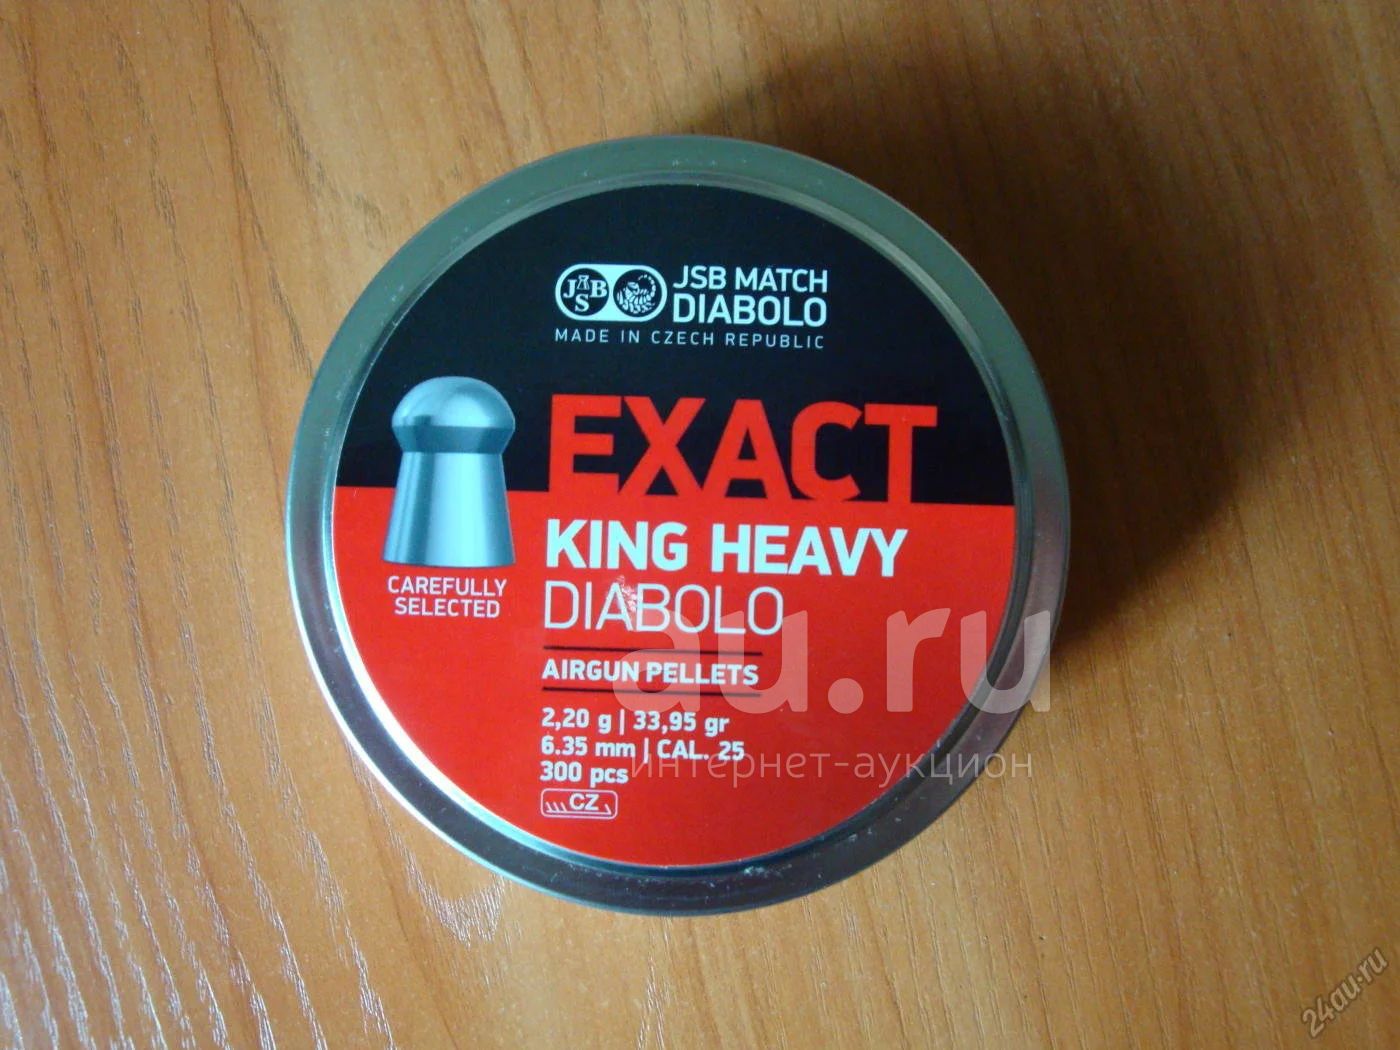 JSB
JSB MATCH
DIABOLO
MADE IN CZECH REPUBLIC
EXACT
KING HEAVY
DIABOLO
CAREFULLY
SELECTED
AIRGUN PELLETS
2,20 g | 33,95 gr
6.35 mm | CAL. 25
300 pcs
CZ
au.ru
интернет-аукцион
24au.ru